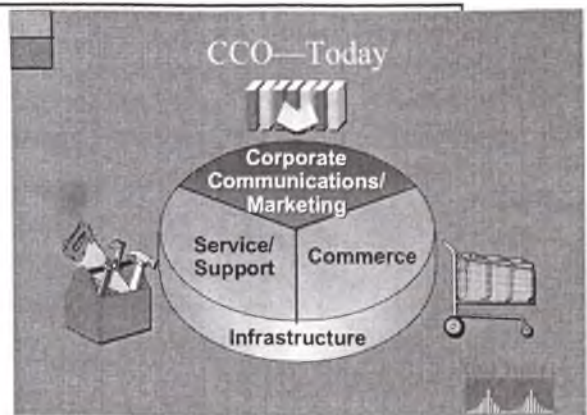 CCO—Today
Corporate
Communications/
Marketing
Service/
Support
Commerce
Infrastructure